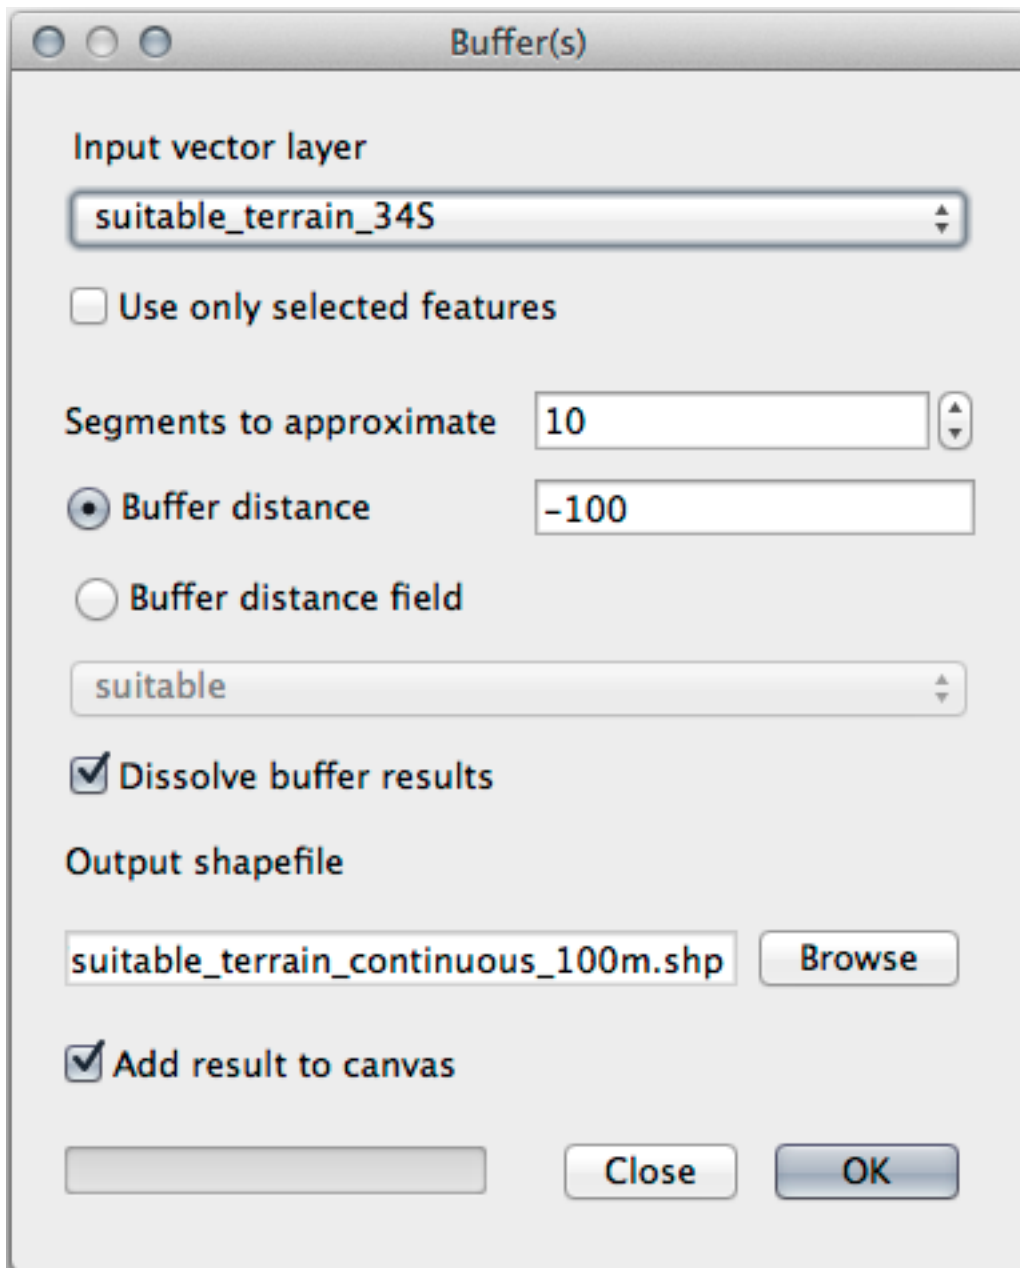 Buffer(s)
Input vector layer
suitable_terrain_34S
Use only selected features
Segments to approximate 10
Buffer distance -100
Buffer distance field
suitable
Dissolve buffer results
Output shapefile
suitable_terrain_continuous_100m.shp Browse
Add result to canvas
Close OK